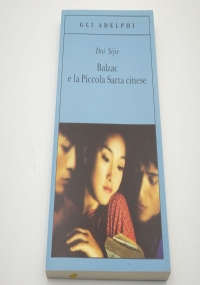 GLI ADELPHI
Dai Sijie
Balzac
e la Piccola Sarta cinese